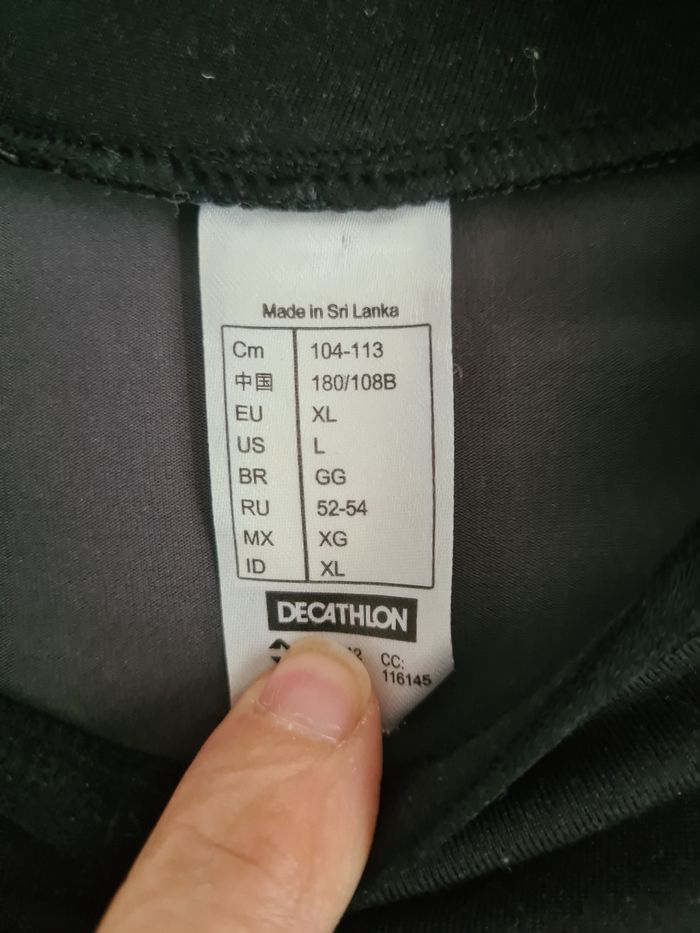 Made in Sri Lanka
Cm 104-113
中国 180/108B
EU XL
US L
BR GG
RU 52-54
MX XG
ID XL
DECATHLON
CC:
116145